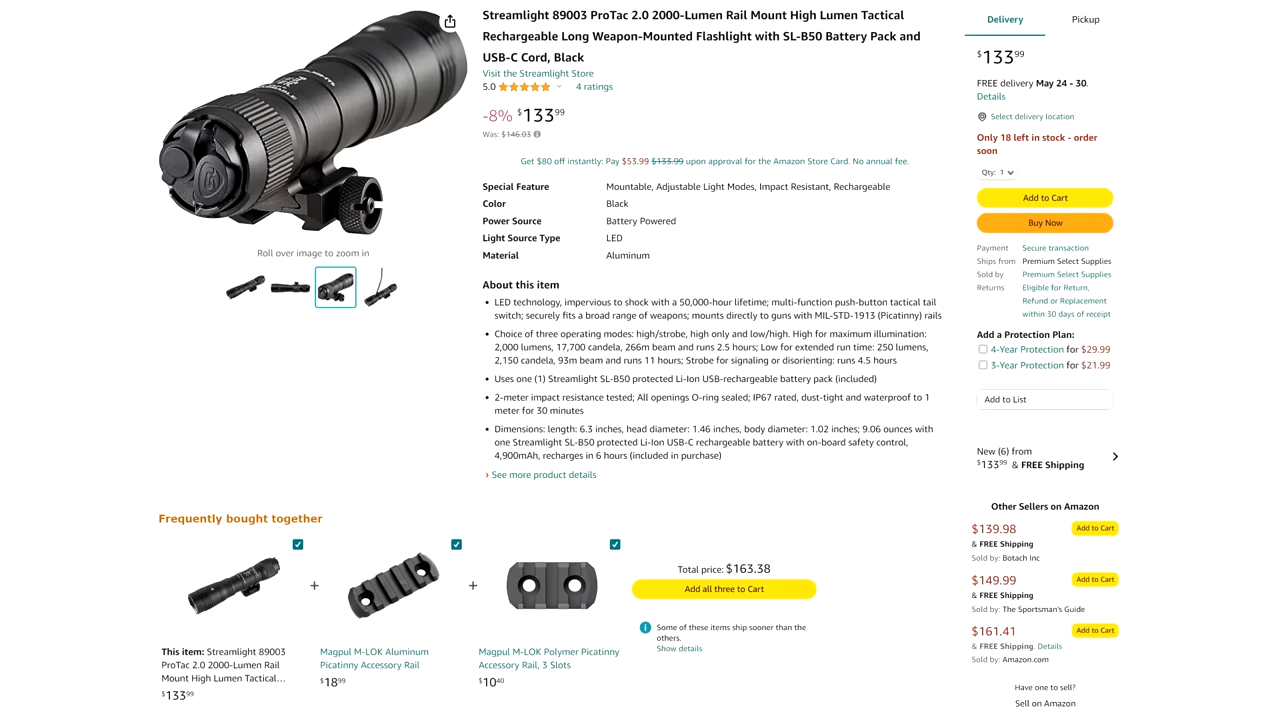 Streamlight 89003 ProTac 2.0 2000-Lumen Rail Mount High Lumen Tactical
Rechargeable Long Weapon-Mounted Flashlight with SL-B50 Battery Pack and
USB-C Cord, Black
Visit the Streamlight Store
5.0 4 ratings
-8% $133 99
Was: $146.03
Get $80 off instantly: Pay $53.99 $133.99 upon approval for the Amazon Store Card. No annual fee.
Special Feature Mountable, Adjustable Light Modes, Impact Resistant, Rechargeable
Color Black
Power Source Battery Powered
Light Source Type LED
Material Aluminum
Roll over image to zoom in
About this item
• LED technology, impervious to shock with a 50,000-hour lifetime; multi-function push-button tactical tail
switch; securely fits a broad range of weapons; mounts directly to guns with MIL-STD-1913 (Picatinny) rails
• Choice of three operating modes: high/strobe, high only and low/high. High for maximum illumination:
2,000 lumens, 17,700 candela, 266m beam and runs 2.5 hours; Low for extended run time: 250 lumens,
2,150 candela, 93m beam and runs 11 hours; Strobe for signaling or disorienting: runs 4.5 hours
• Uses one (1) Streamlight SL-B50 protected Li-Ion USB-rechargeable battery pack (included)
• 2-meter impact resistance tested; All openings O-ring sealed; IP67 rated, dust-tight and waterproof to 1
meter for 30 minutes
• Dimensions: length: 6.3 inches, head diameter: 1.46 inches, body diameter: 1.02 inches; 9.06 ounces with
one Streamlight SL-B50 protected Li-Ion USB-C rechargeable battery with on-board safety control,
4,900mAh, recharges in 6 hours (included in purchase)
› See more product details
Delivery Pickup
$133 99
FREE delivery May 24 - 30.
Details
Select delivery location
Only 18 left in stock - order
soon
Qty: 1
Add to Cart
Buy Now
Payment Secure transaction
Ships from Premium Select Supplies
Sold by Premium Select Supplies
Returns Eligible for Return,
Refund or Replacement
within 30 days of receipt
Add a Protection Plan:
4-Year Protection for $29.99
3-Year Protection for $21.99
Add to List
New (6) from
$133 99 & FREE Shipping
Other Sellers on Amazon
$139.98 Add to Cart
& FREE Shipping
Sold by: Botach Inc
$149.99 Add to Cart
& FREE Shipping
Sold by: The Sportsman's Guide
$161.41 Add to Cart
& FREE Shipping. Details
Sold by: Amazon.com
Have one to sell?
Sell on Amazon
Frequently bought together
+ +
This item: Streamlight 89003
ProTac 2.0 2000-Lumen Rail
Mount High Lumen Tactical...
$133 99
Magpul M-LOK Aluminum
Picatinny Accessory Rail
$18 99
Magpul M-LOK Polymer Picatinny
Accessory Rail, 3 Slots
$10 40
Total price: $163.38
Add all three to Cart
Some of these items ship sooner than the
others.
Show details